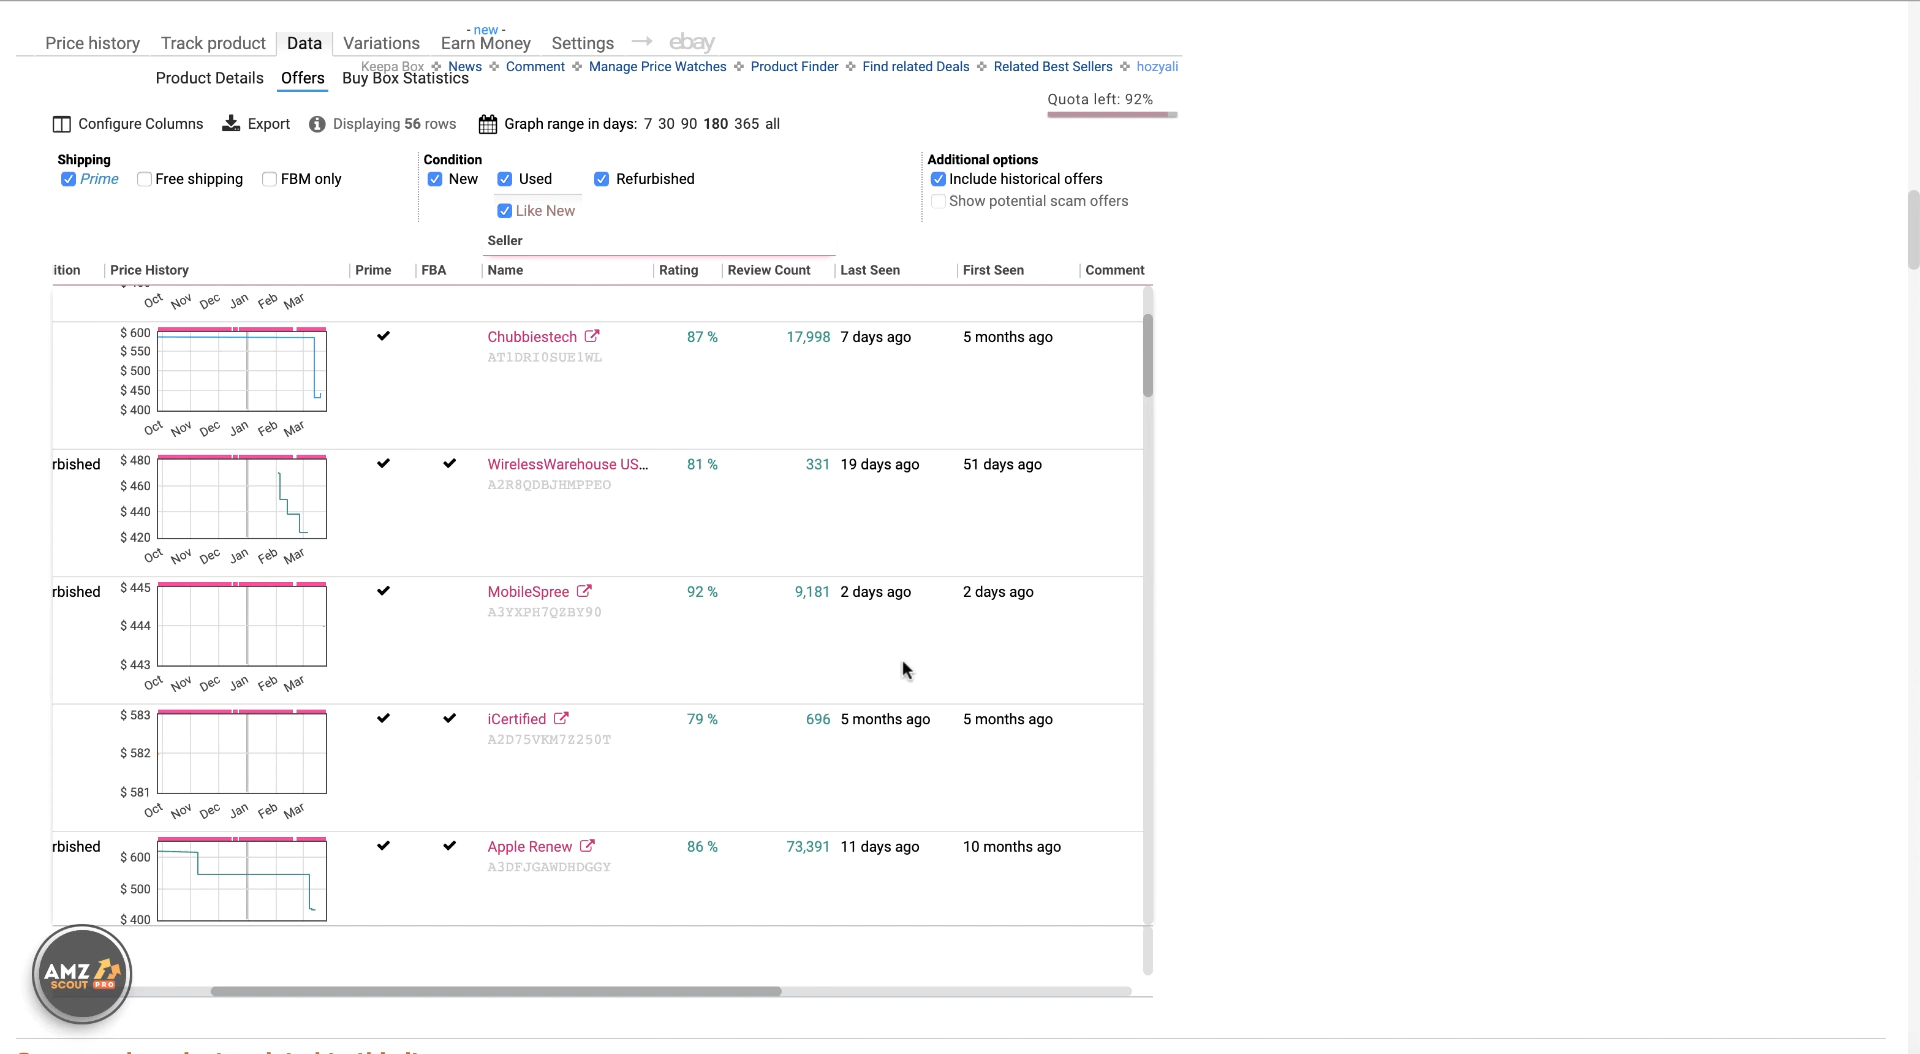 - new -
Price history Track product Data Variations Earn Money Settings → ebay
Keepa Box News Comment Manage Price Watches Product Finder Find related Deals Related Best Sellers hozyali
Product Details Offers Buy Box Statistics
Quota left: 92%
Configure Columns Export Displaying 56 rows Graph range in days: 7 30 90 180 365 all
Shipping Condition Additional options
Prime Free shipping FBM only New Used Refurbished Include historical offers
Like New Show potential scam offers
Seller
ition Price History Prime FBA Name Rating Review Count Last Seen First Seen Comment
Oct Nov Dec Jan Feb Mar
$ 600 Chubbiestech 87 % 17,998 7 days ago 5 months ago
$ 550 AT1DRI0SUE1WL
$ 500
$ 450
$ 400
Oct Nov Dec Jan Feb Mar
rbished $ 480 WirelessWarehouse US... 81 % 331 19 days ago 51 days ago
$ 460 A2R8QDBJHMPPEO
$ 440
$ 420
Oct Nov Dec Jan Feb Mar
rbished $ 445 MobileSpree 92 % 9,181 2 days ago 2 days ago
A3YXPH7QZBY90
$ 444
$ 443
Oct Nov Dec Jan Feb Mar
$ 583 iCertified 79 % 696 5 months ago 5 months ago
A2D75VKM7Z250T
$ 582
$ 581
Oct Nov Dec Jan Feb Mar
rbished $ 600 Apple Renew 86 % 73,391 11 days ago 10 months ago
A3DFJGAWDHDGGY
$ 500
$ 400
AMZ
SCOUT PRO